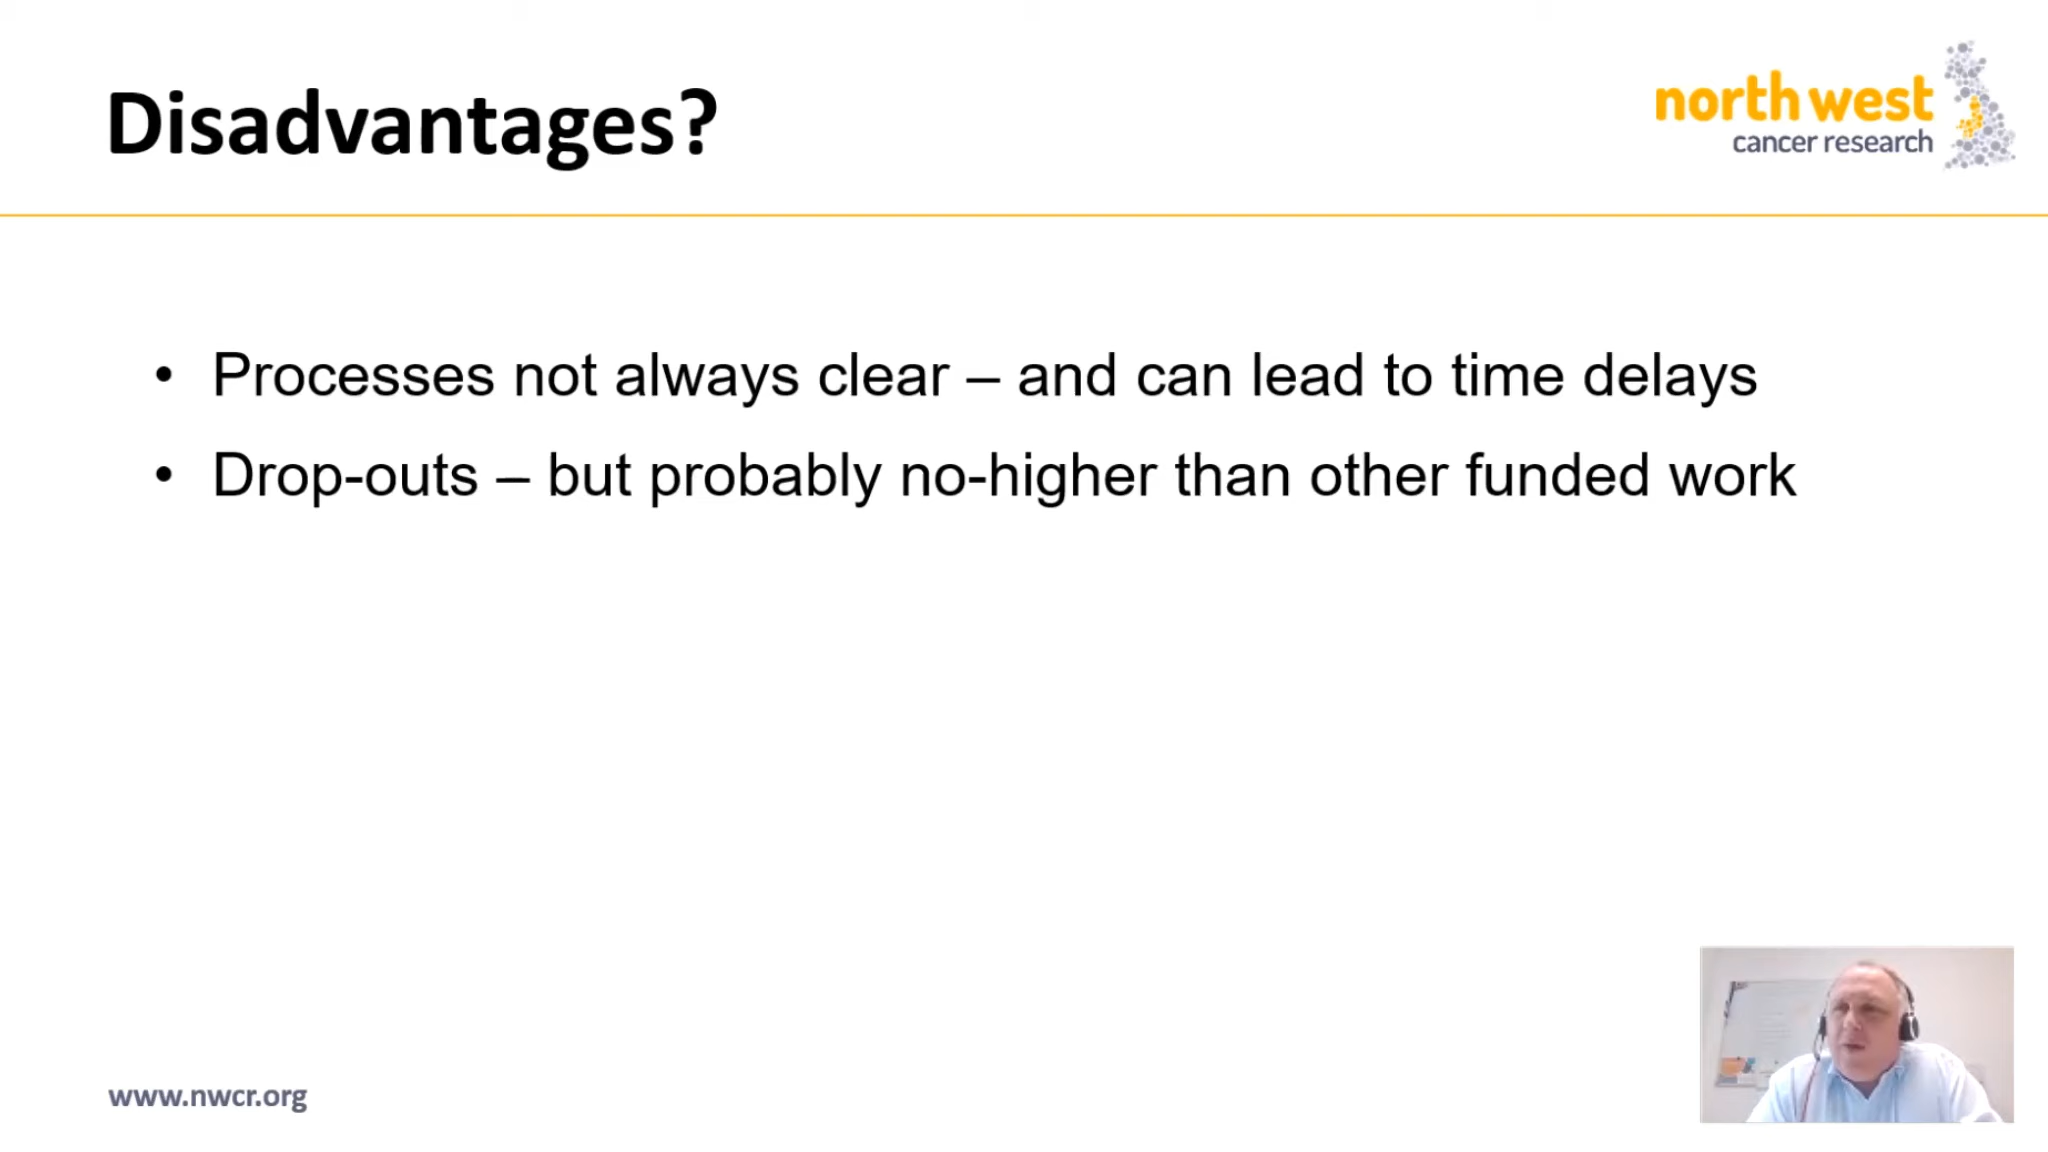 Disadvantages?
north west
cancer research
• Processes not always clear – and can lead to time delays
• Drop-outs – but probably no-higher than other funded work
www.nwcr.org